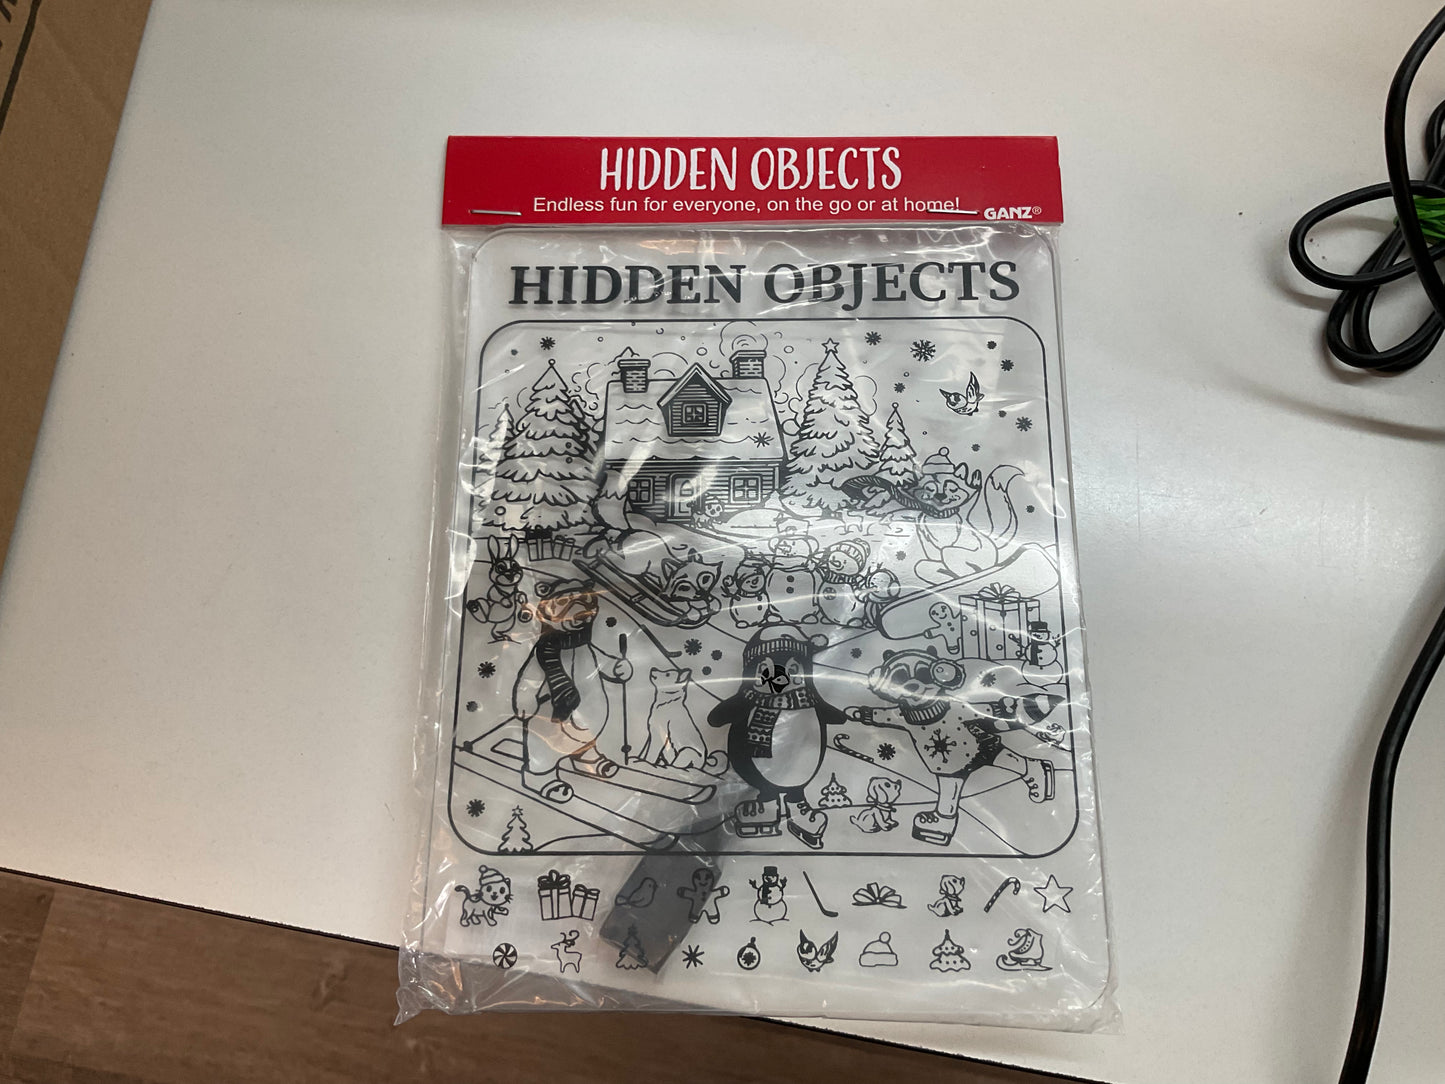 HIDDEN OBJECTS
Endless fun for everyone, on the go or at home!
GANZ®
HIDDEN OBJECTS